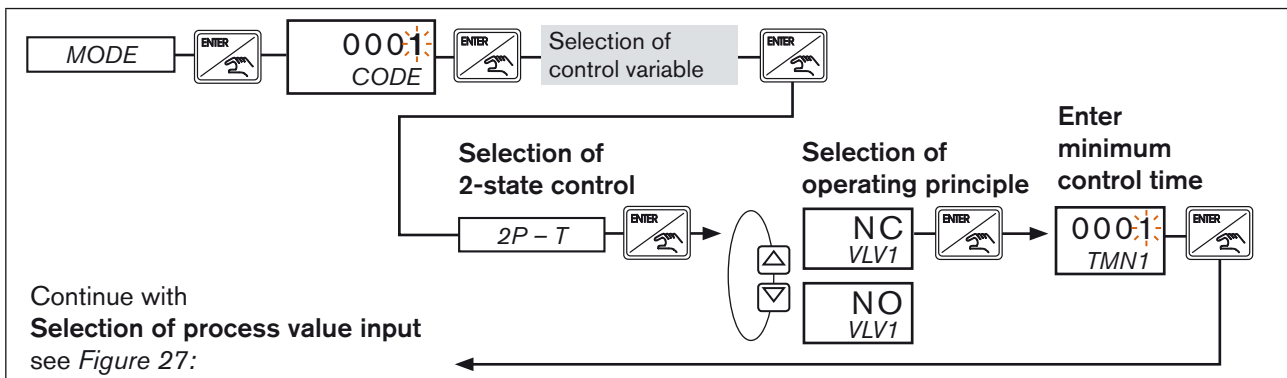 MODE
ENTER
0001
CODE
ENTER
Selection of
control variable
ENTER
Selection of
2-state control
2P – T
ENTER
Selection of
operating principle
NC
VLV1
NO
VLV1
ENTER
Enter
minimum
control time
0001
TMN1
ENTER
Continue with
Selection of process value input
see Figure 27: